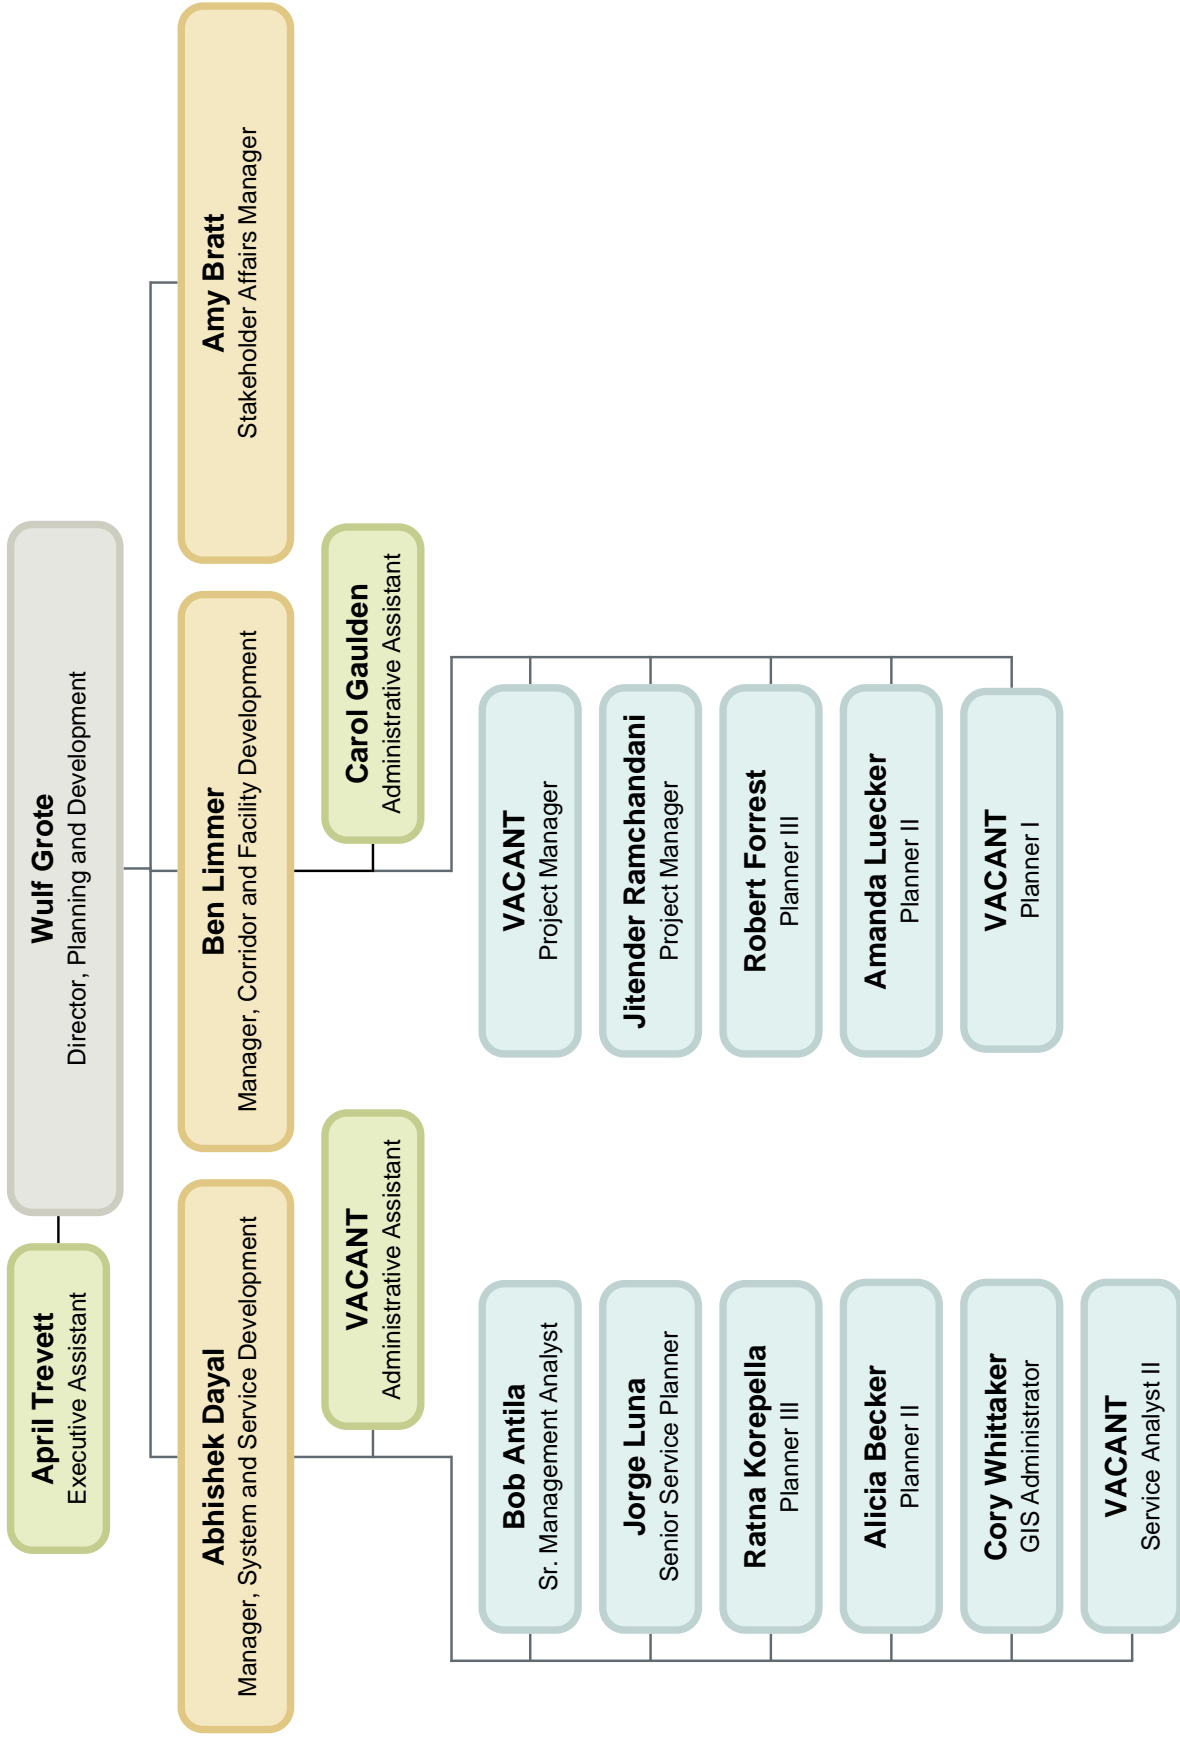 Wulf Grote
Director, Planning and Development
April Trevett
Executive Assistant
Abhishek Dayal
Manager, System and Service Development
Ben Limmer
Manager, Corridor and Facility Development
Amy Bratt
Stakeholder Affairs Manager
VACANT
Administrative Assistant
Carol Gaulden
Administrative Assistant
Bob Antila
Sr. Management Analyst
Jorge Luna
Senior Service Planner
Ratna Korepella
Planner III
Alicia Becker
Planner II
Cory Whittaker
GIS Administrator
VACANT
Service Analyst II
VACANT
Project Manager
Jitender Ramchandani
Project Manager
Robert Forrest
Planner III
Amanda Luecker
Planner II
VACANT
Planner I